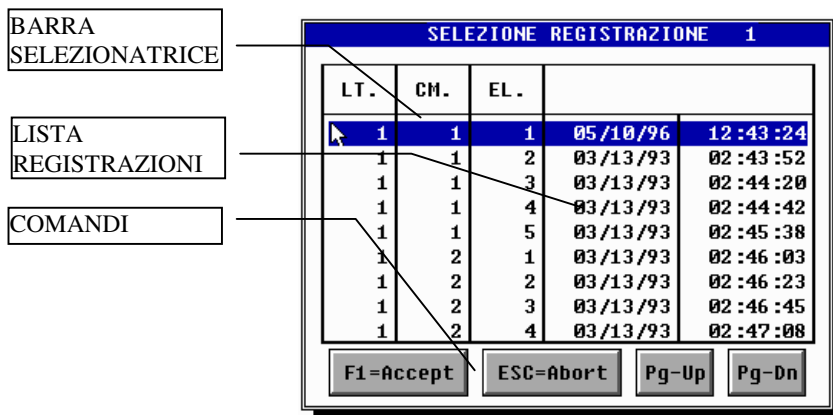 BARRA
SELEZIONATRICE
LISTA
REGISTRAZIONI
COMANDI
SELEZIONE REGISTRAZIONE 1
LT. CM. EL.
1 1 1 05/10/96 12:43:24
1 1 2 03/13/93 02:43:52
1 1 3 03/13/93 02:44:20
1 1 4 03/13/93 02:44:42
1 1 5 03/13/93 02:45:38
1 2 1 03/13/93 02:46:03
1 2 2 03/13/93 02:46:23
1 2 3 03/13/93 02:46:45
1 2 4 03/13/93 02:47:08
F1=Accept ESC=Abort Pg-Up Pg-Dn